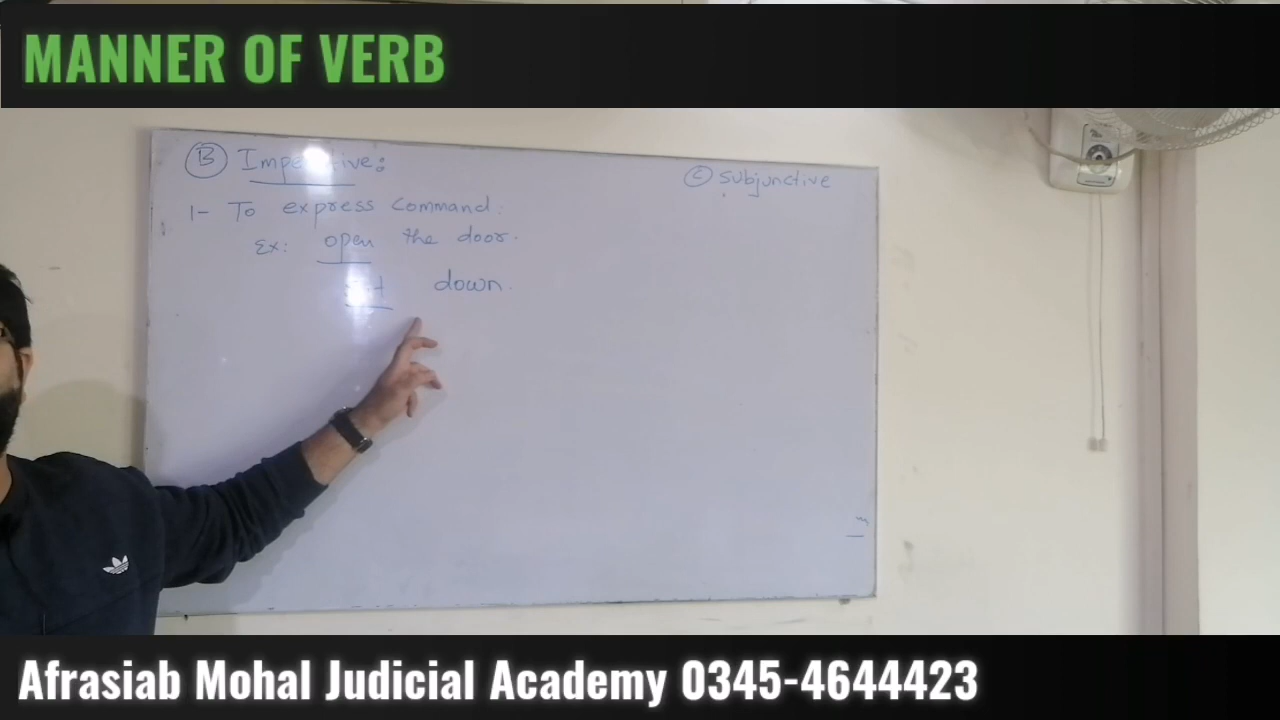 MANNER OF VERB
(B) Imperative:
(C) Subjunctive
1- To express Command.
Ex: open the door.
down.
Afrasiab Mohal Judicial Academy 0345-4644423